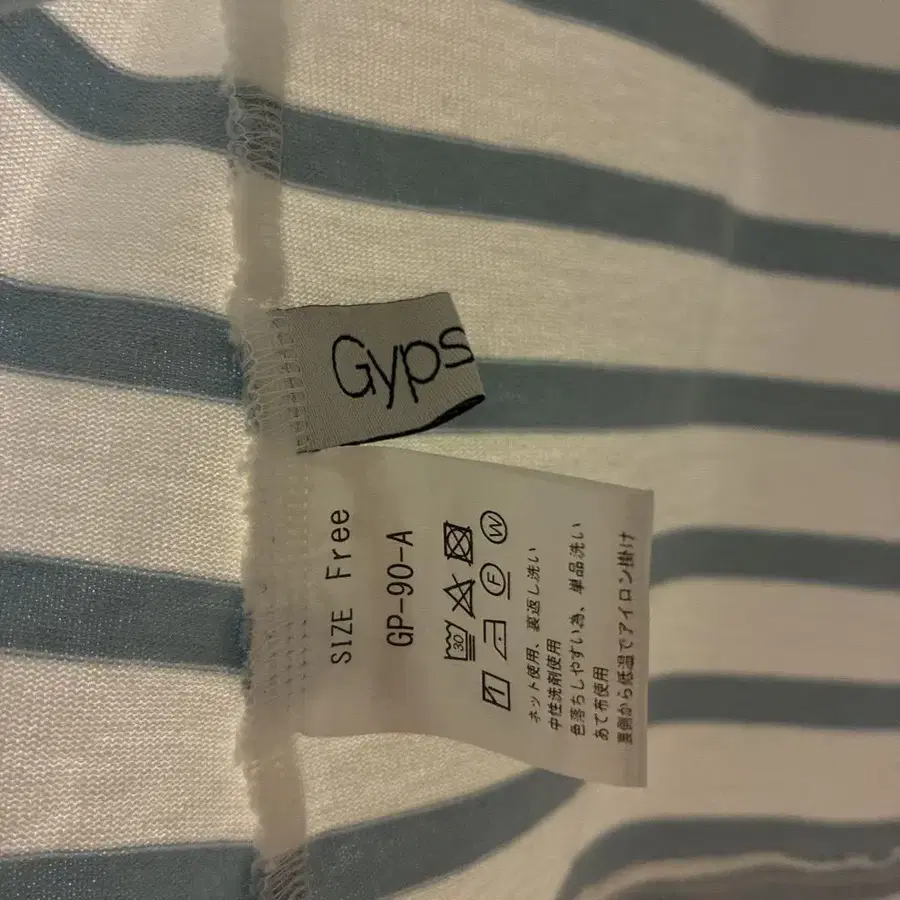 Gyps
SIZE Free
GP-90-A
30
F W
ネット使用、裏返し洗い
中性洗剤使用
色落ちしやすい為、単品洗い
あて布使用
裏側から低温でアイロン掛け